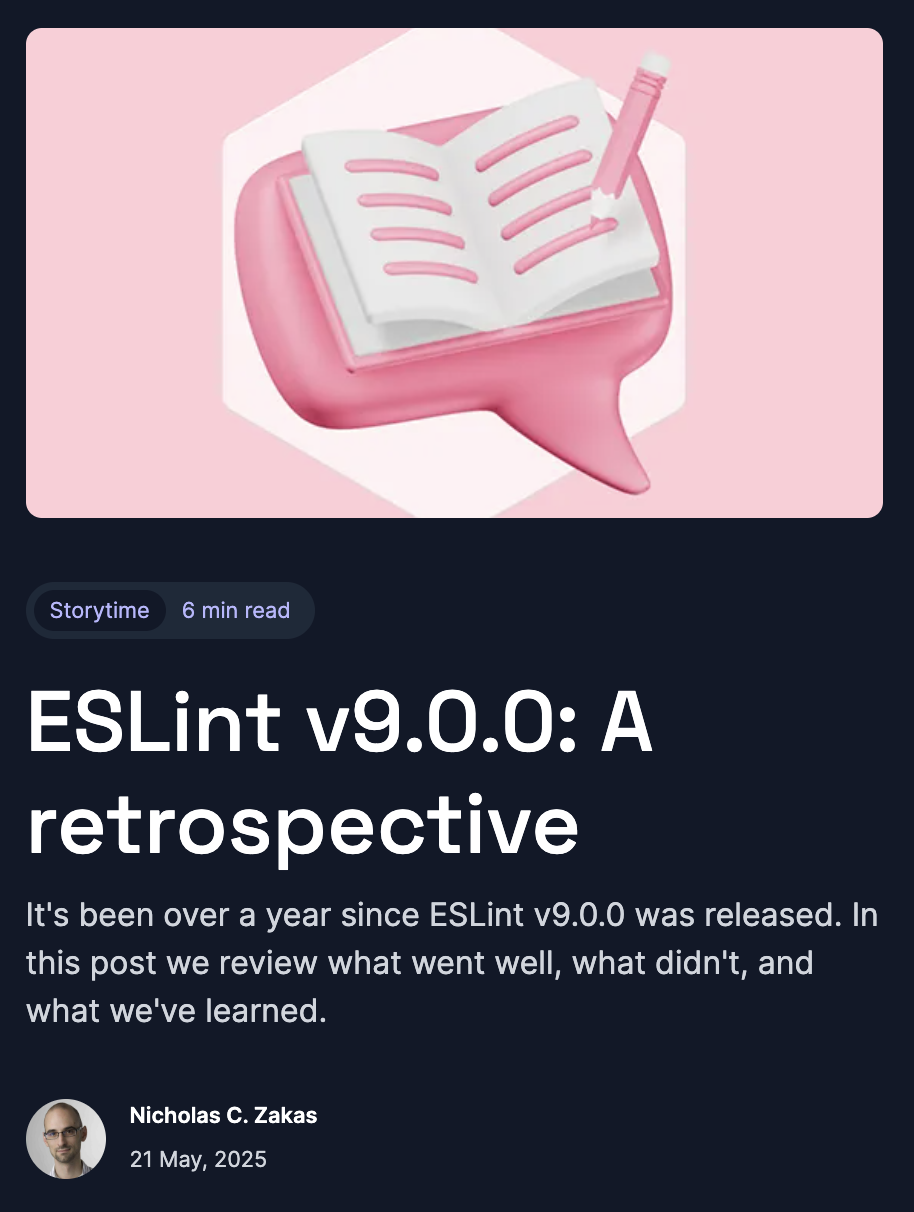 Storytime
6 min read
ESLint v9.0.0: A
retrospective
It's been over a year since ESLint v9.0.0 was released. In
this post we review what went well, what didn't, and
what we've learned.
Nicholas C. Zakas
21 May, 2025